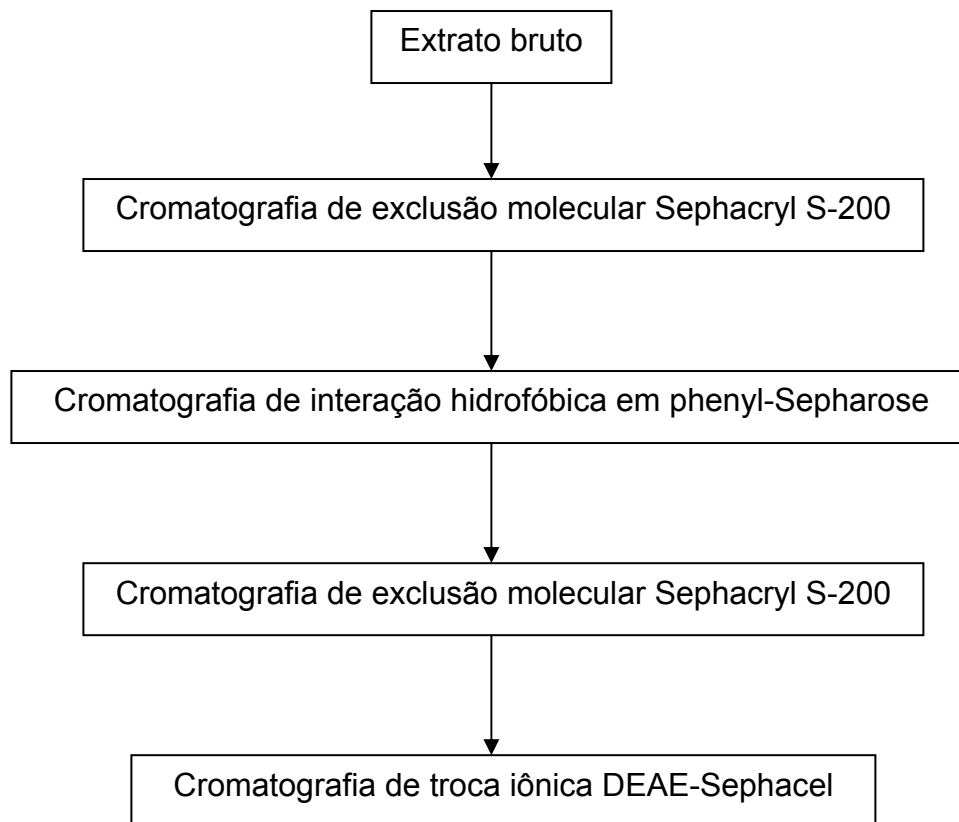 Extrato bruto
Cromatografia de exclusão molecular Sephacryl S-200
Cromatografia de interação hidrofóbica em phenyl-Sepharose
Cromatografia de exclusão molecular Sephacryl S-200
Cromatografia de troca iônica DEAE-Sephacel